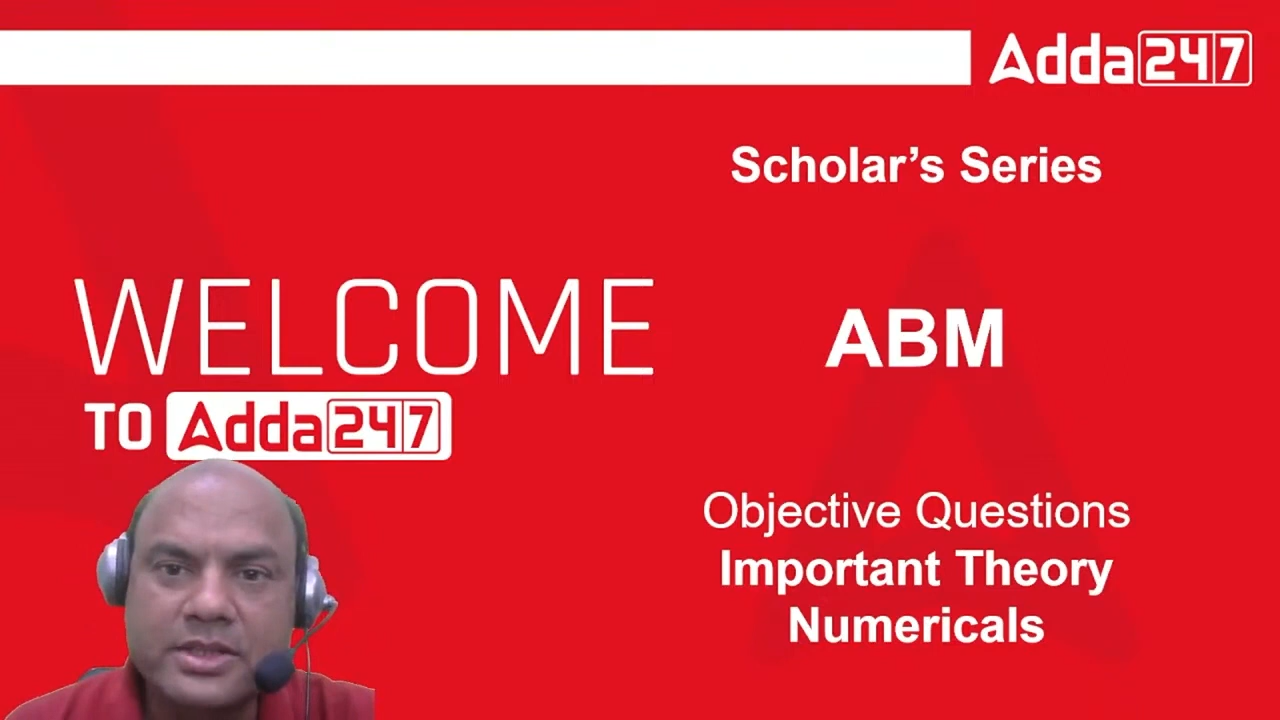 Adda247
Scholar's Series
WELCOME
TO Adda247
ABM
Objective Questions
Important Theory
Numericals